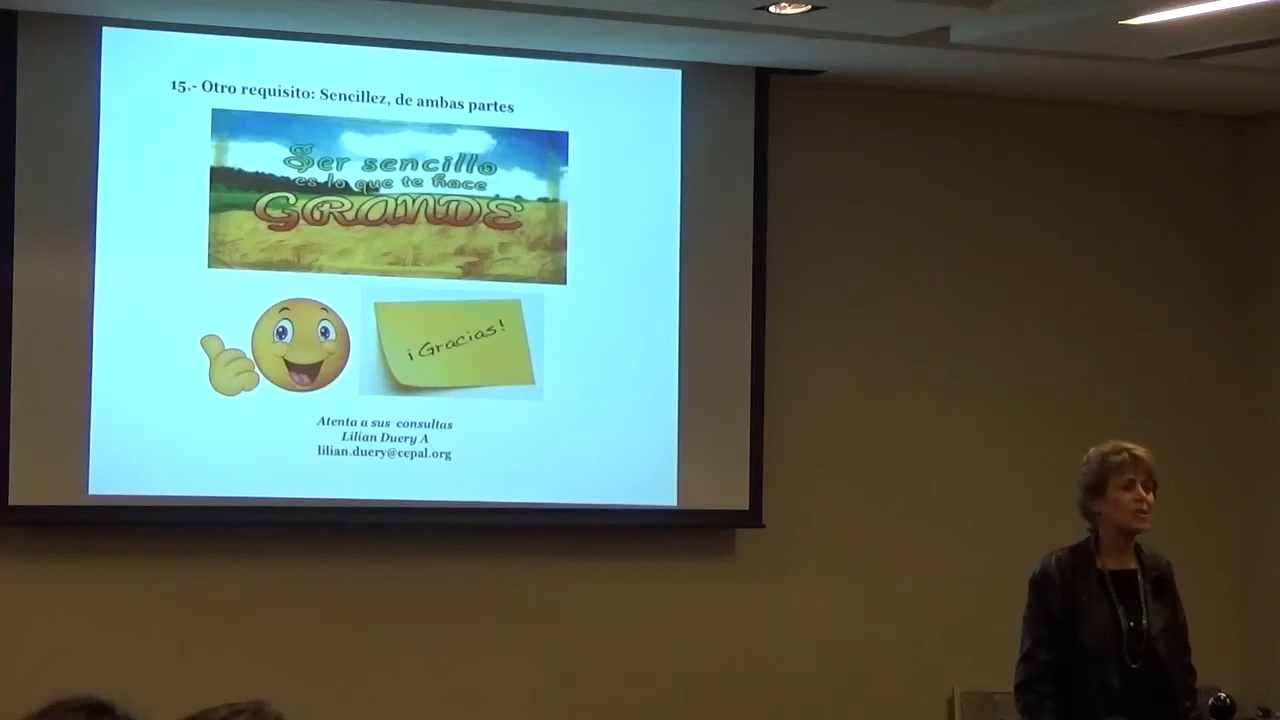 15.- Otro requisito: Sencillez, de ambas partes
Ser sencillo
es lo que te hace
GRANDE
¡Gracias!
Atenta a sus consultas
Lilian Duery A
lilian.duery@cepal.org